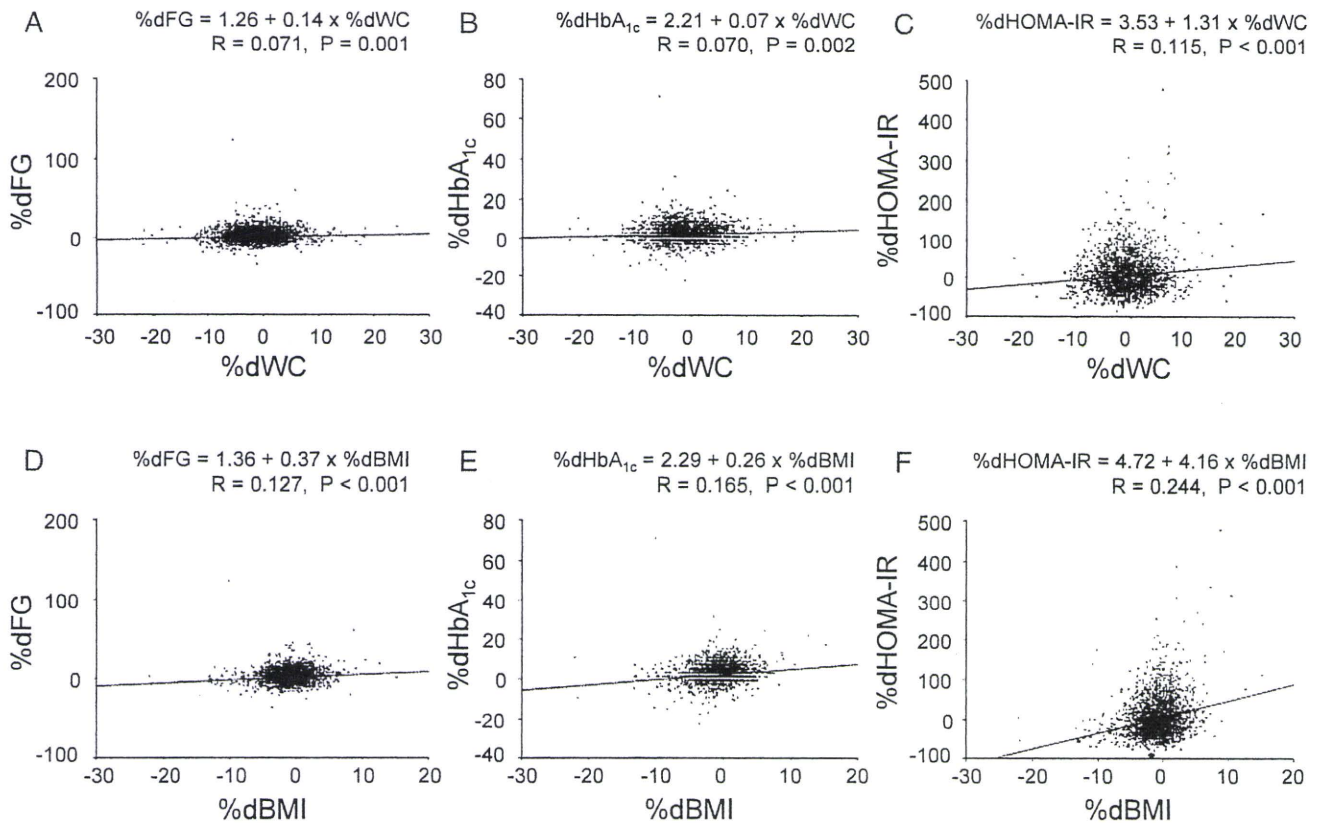 A
%dFG = 1.26 + 0.14 x %dWC
R = 0.071, P = 0.001
200
100
0
-100
%dFG
-30 -20 -10 0 10 20 30
%dWC
B
%dHbA1c = 2.21 + 0.07 x %dWC
R = 0.070, P = 0.002
80
60
40
20
0
-20
-40
%dHbA1c
-30 -20 -10 0 10 20 30
%dWC
C
%dHOMA-IR = 3.53 + 1.31 x %dWC
R = 0.115, P < 0.001
500
400
300
200
100
0
-100
%dHOMA-IR
-30 -20 -10 0 10 20 30
%dWC
D
%dFG = 1.36 + 0.37 x %dBMI
R = 0.127, P < 0.001
200
100
0
-100
%dFG
-30 -20 -10 0 10 20
%dBMI
E
%dHbA1c = 2.29 + 0.26 x %dBMI
R = 0.165, P < 0.001
80
60
40
20
0
-20
-40
%dHbA1c
-30 -20 -10 0 10 20
%dBMI
F
%dHOMA-IR = 4.72 + 4.16 x %dBMI
R = 0.244, P < 0.001
500
400
300
200
100
0
-100
%dHOMA-IR
-30 -20 -10 0 10 20
%dBMI